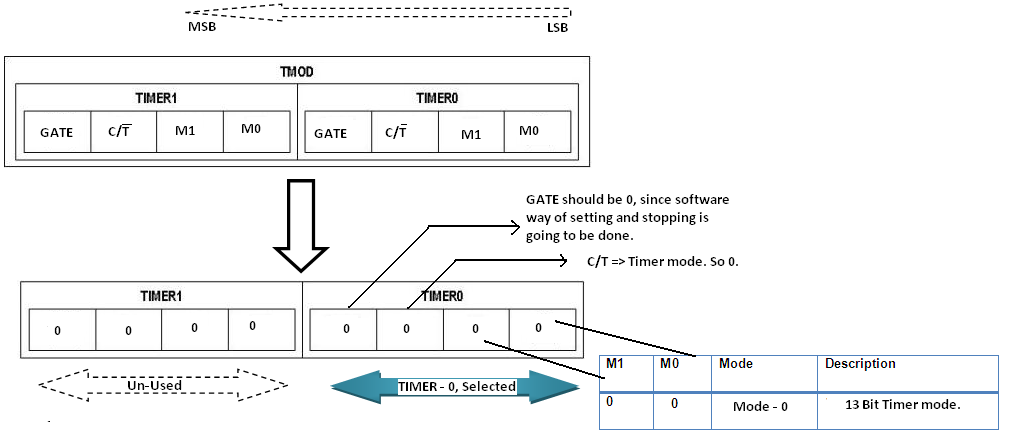 MSB LSB
TMOD
TIMER1 TIMER0
GATE C/T̅ M1 M0 GATE C/T̅ M1 M0
GATE should be 0, since software
way of setting and stopping is
going to be done.
C/T => Timer mode. So 0.
TIMER1 TIMER0
0 0 0 0 0 0 0 0
Un-Used TIMER - 0, Selected
M1 M0 Mode Description
0 0 Mode - 0 13 Bit Timer mode.